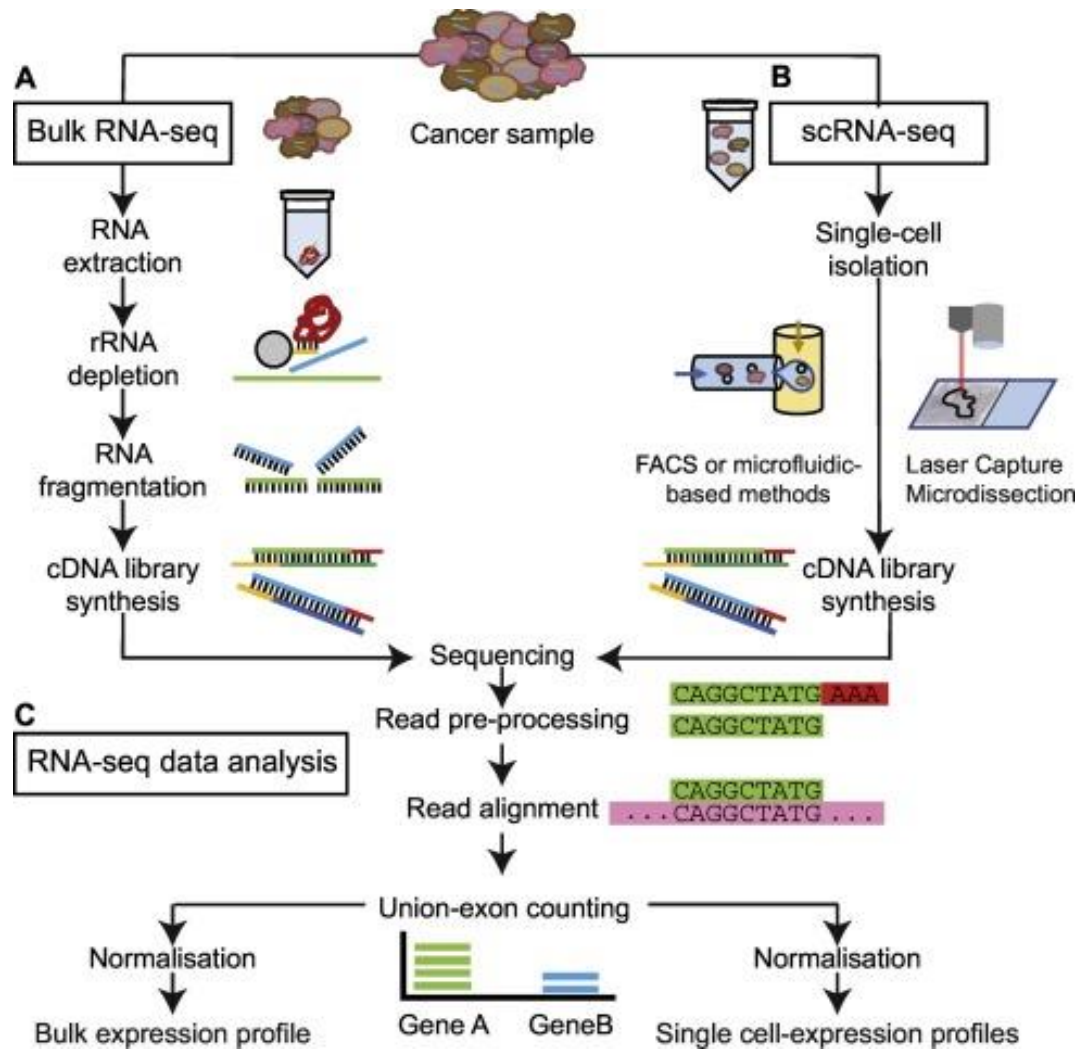 A
B
Bulk RNA-seq
Cancer sample
scRNA-seq
RNA
extraction
Single-cell
isolation
rRNA
depletion
RNA
fragmentation
FACS or microfluidic-
based methods
Laser Capture
Microdissection
cDNA library
synthesis
cDNA library
synthesis
Sequencing
CAGGCTATG AAA
C
Read pre-processing
CAGGCTATG
RNA-seq data analysis
CAGGCTATG
Read alignment
...CAGGCTATG...
Union-exon counting
Normalisation
Normalisation
Gene A
GeneB
Bulk expression profile
Single cell-expression profiles